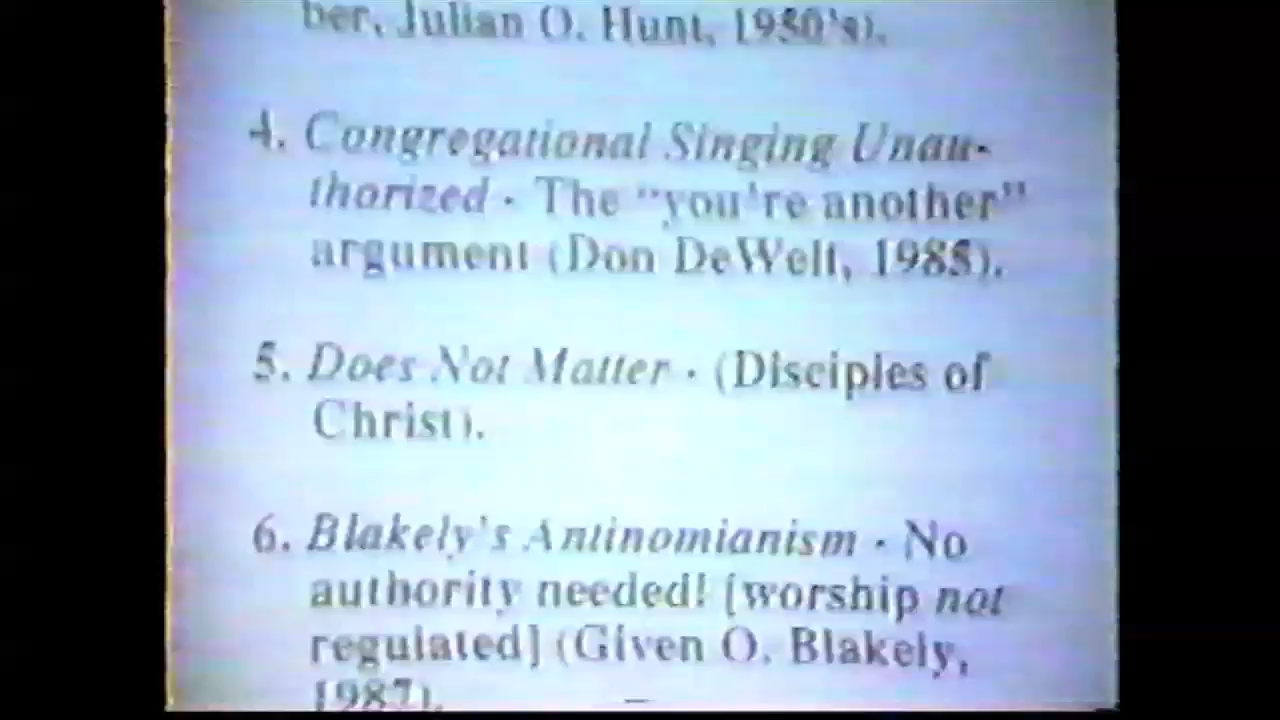 ber, Julian O. Hunt, 1950's).
4. Congregational Singing Unau-
thorized - The "you're another"
argument (Don DeWelt, 1985).
5. Does Not Matter - (Disciples of
Christ).
6. Blakely's Antinomianism - No
authority needed! [worship not
regulated] (Given O. Blakely,
1987).